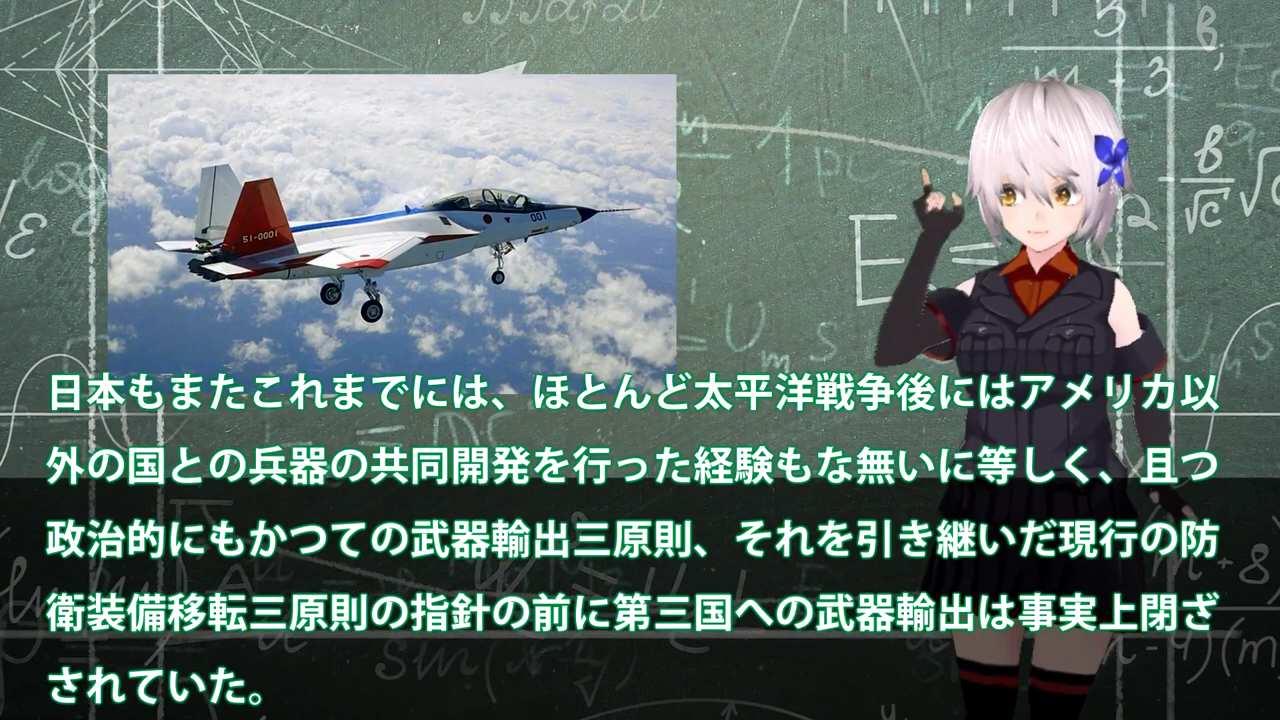 001
51-0001
日本もまたこれまでには、ほとんど太平洋戦争後にはアメリカ以
外の国との兵器の共同開発を行った経験もな無いに等しく、且つ
政治的にもかつての武器輸出三原則、それを引き継いだ現行の防
衛装備移転三原則の指針の前に第三国への武器輸出は事実上閉ざ
されていた。